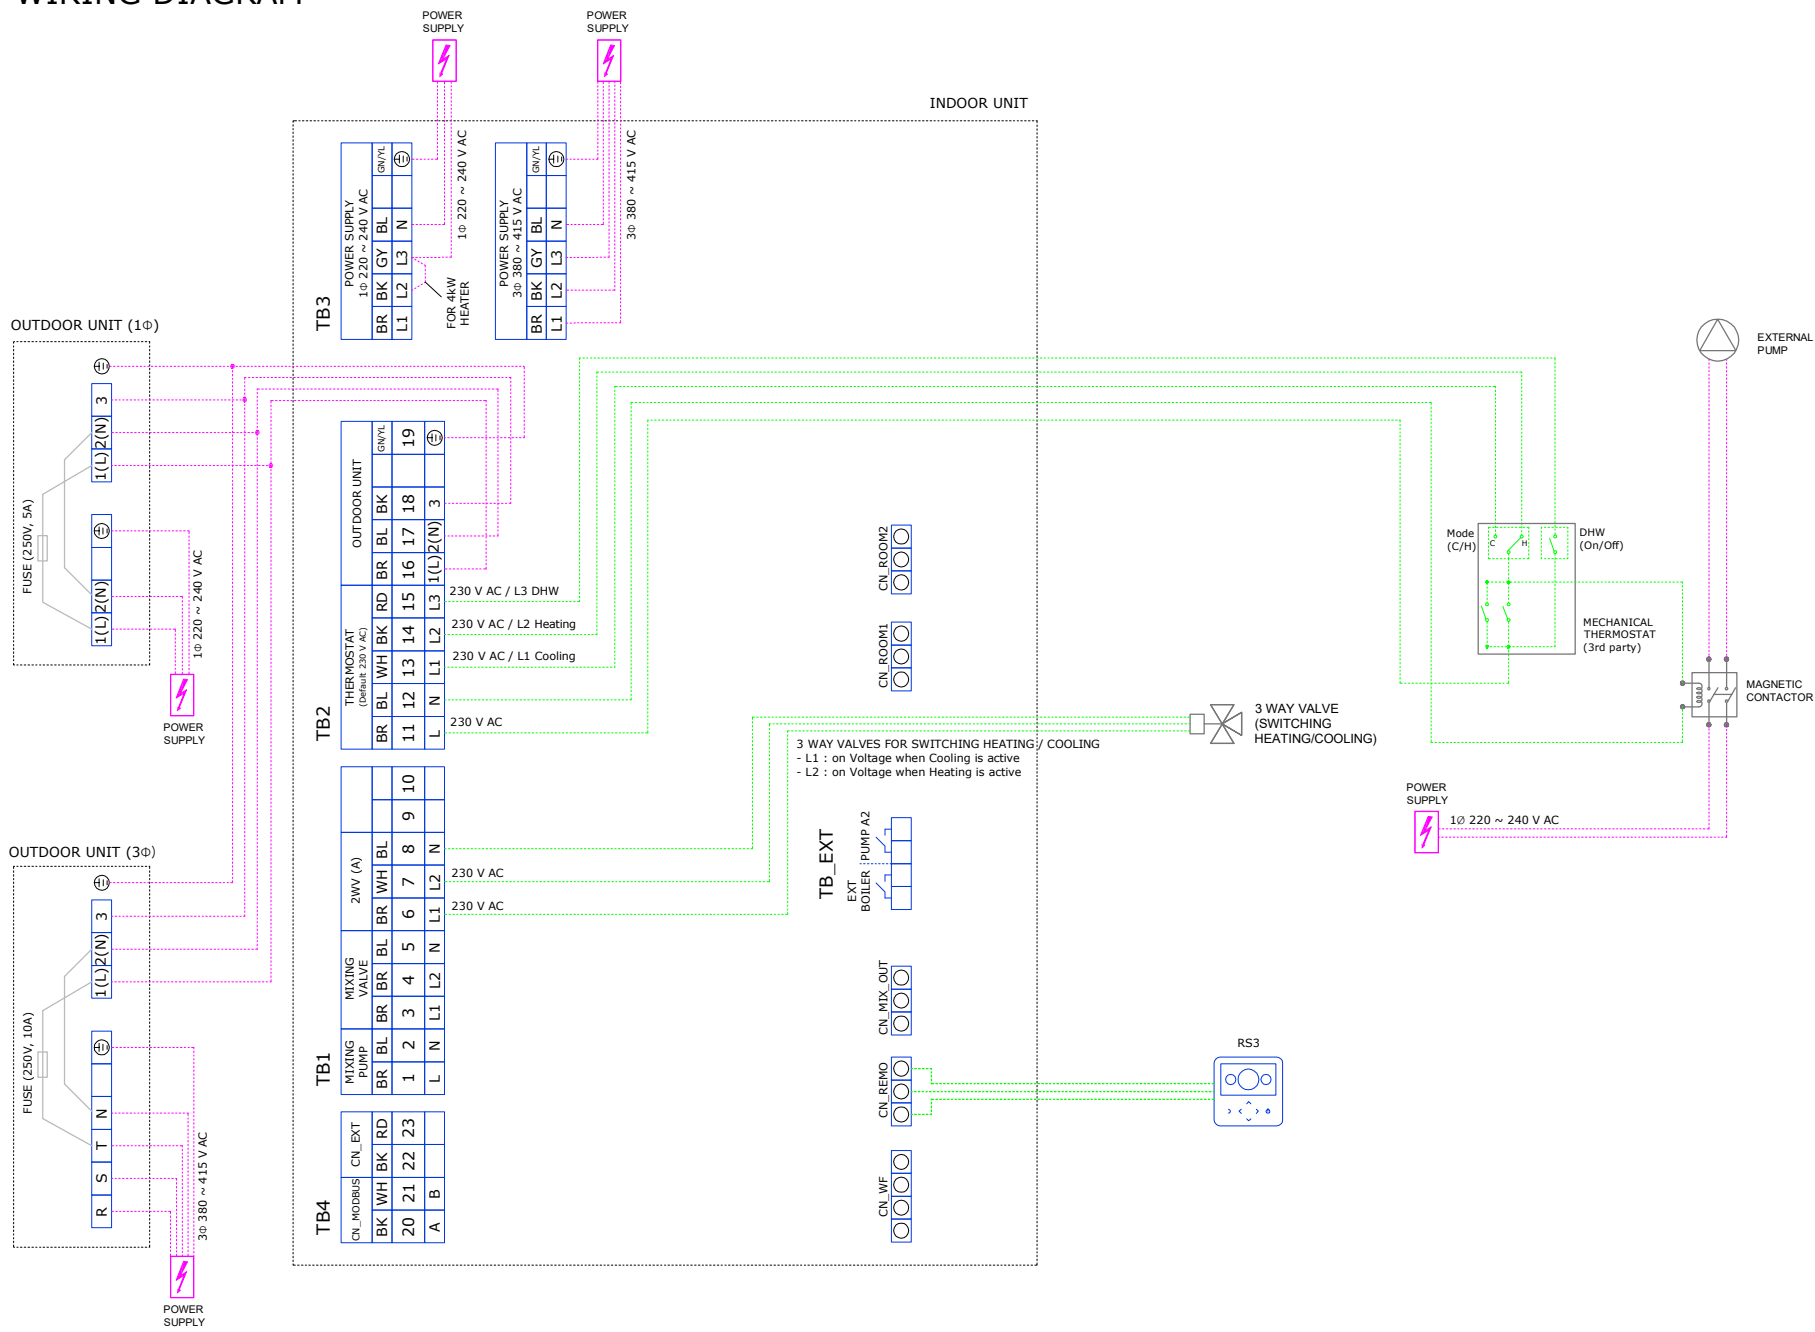 WIRING DIAGRAM
POWER
SUPPLY
POWER
SUPPLY
INDOOR UNIT
TB3
POWER SUPPLY
1Φ 220 ~ 240 V AC
BR BK GY BL GN/YL
L1 L2 L3 N
FOR 4kW
HEATER
1Φ 220 ~ 240 V AC
POWER SUPPLY
3Φ 380 ~ 415 V AC
BR BK GY BL GN/YL
L1 L2 L3 N
3Φ 380 ~ 415 V AC
OUTDOOR UNIT (1Φ)
1(L) 2(N) 3
FUSE (250V, 5A)
1(L) 2(N)
1Φ 220 ~ 240 V AC
POWER
SUPPLY
TB2
THERMOSTAT
(Default 230 V AC)
OUTDOOR UNIT
BR BL WH BK RD BR BL BK GN/YL
11 12 13 14 15 16 17 18 19
L N L1 L2 L3 1(L) 2(N) 3
230 V AC / L3 DHW
230 V AC / L2 Heating
230 V AC / L1 Cooling
230 V AC
CN_ROOM2
CN_ROOM1
EXTERNAL
PUMP
Mode
(C/H)
C
H
DHW
(On/Off)
MECHANICAL
THERMOSTAT
(3rd party)
MAGNETIC
CONTACTOR
3 WAY VALVE
(SWITCHING
HEATING/COOLING)
3 WAY VALVES FOR SWITCHING HEATING / COOLING
- L1 : on Voltage when Cooling is active
- L2 : on Voltage when Heating is active
POWER
SUPPLY
1Ø 220 ~ 240 V AC
TB1
MIXING
PUMP
MIXING
VALVE
2WV (A)
BR BL BR BR BL BR WH BL
1 2 3 4 5 6 7 8 9 10
L N L1 L2 N L1 L2 N
230 V AC
230 V AC
TB_EXT
EXT
BOILER
PUMP A2
OUTDOOR UNIT (3Φ)
1(L) 2(N) 3
FUSE (250V, 10A)
R S T N
3Φ 380 ~ 415 V AC
POWER
SUPPLY
CN_MIX_OUT
CN_REMO
CN_WF
RS3
TB4
CN_MODBUS CN_EXT
BK WH BK RD
20 21 22 23
A B